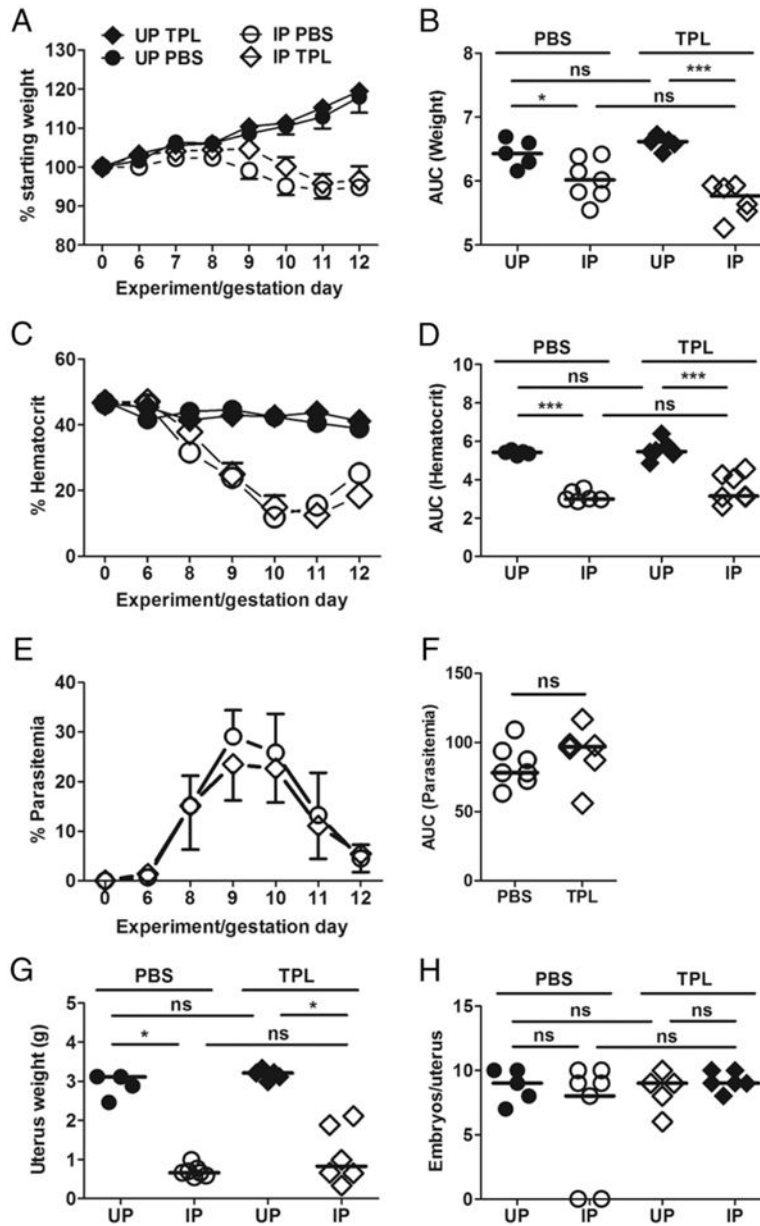 A
UP TPL
IP PBS
UP PBS
IP TPL
130
120
110
100
90
80
% starting weight
0 6 7 8 9 10 11 12
Experiment/gestation day
B
PBS TPL
ns ***
* ns
8
7
6
5
AUC (Weight)
UP IP UP IP
C
60
40
20
0
% Hematocrit
0 6 8 9 10 11 12
Experiment/gestation day
D
PBS TPL
ns ***
*** ns
10
8
6
4
2
0
AUC (Hematocrit)
UP IP UP IP
E
40
30
20
10
0
% Parasitemia
0 6 8 9 10 11 12
Experiment/gestation day
F
ns
150
100
50
0
AUC (Parasitemia)
PBS TPL
G
PBS TPL
ns *
* ns
5
4
3
2
1
0
Uterus weight (g)
UP IP UP IP
H
PBS TPL
ns ns
ns ns
15
10
5
0
Embryos/uterus
UP IP UP IP